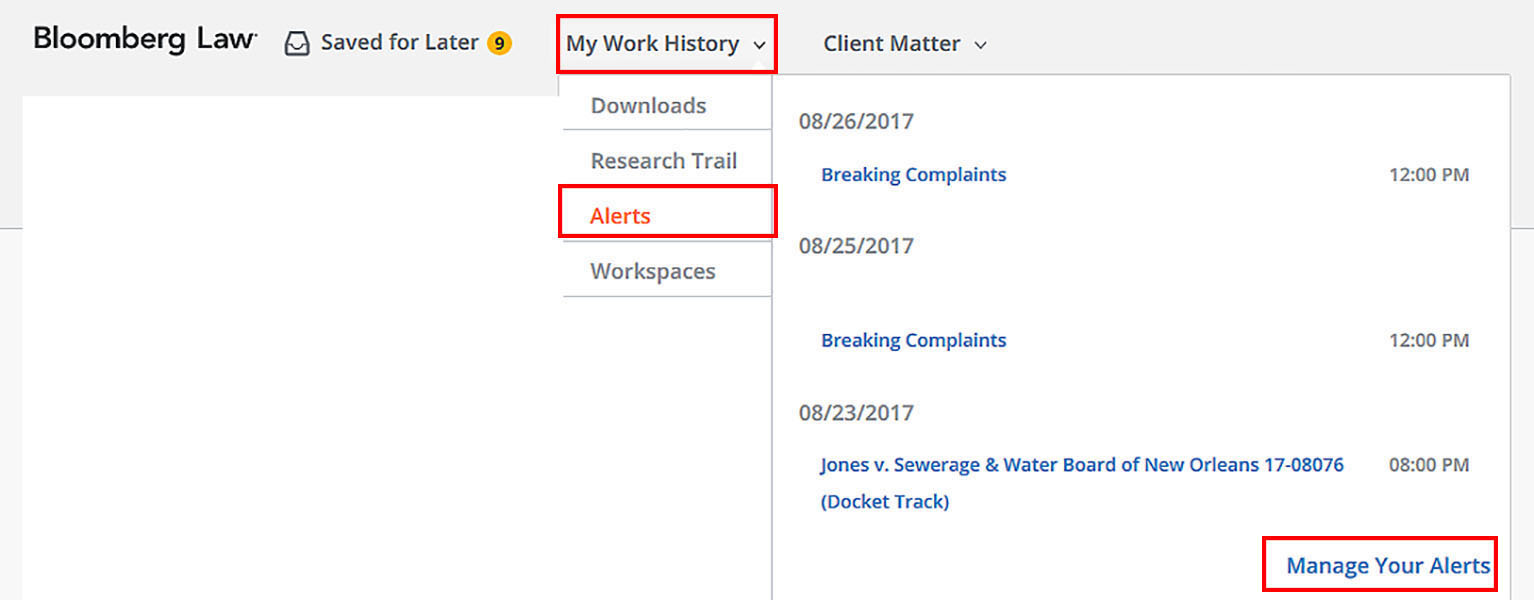 Bloomberg Law Saved for Later 9 My Work History Client Matter
Downloads
Research Trail
Alerts
Workspaces
08/26/2017
Breaking Complaints 12:00 PM
08/25/2017
Breaking Complaints 12:00 PM
08/23/2017
Jones v. Sewerage & Water Board of New Orleans 17-08076 08:00 PM
(Docket Track)
Manage Your Alerts